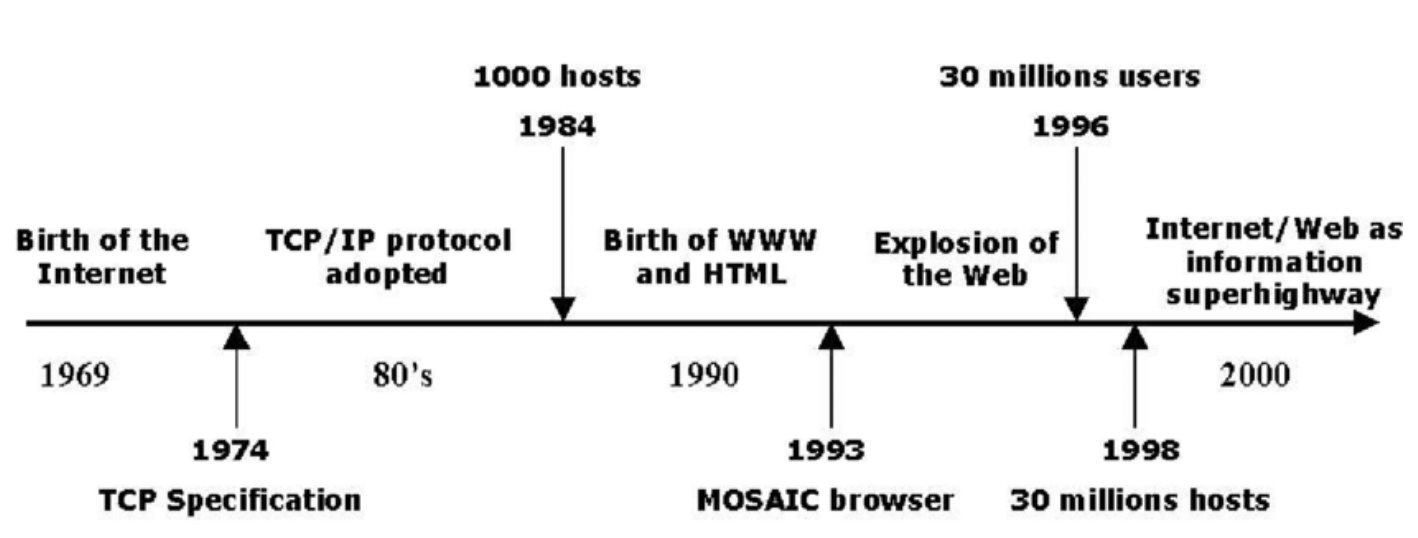 1000 hosts
1984
30 millions users
1996
Birth of the
Internet
TCP/IP protocol
adopted
Birth of WWW
and HTML
Explosion of
the Web
Internet/Web as
information
superhighway
1969
80's
1990
2000
1974
TCP Specification
1993
MOSAIC browser
1998
30 millions hosts